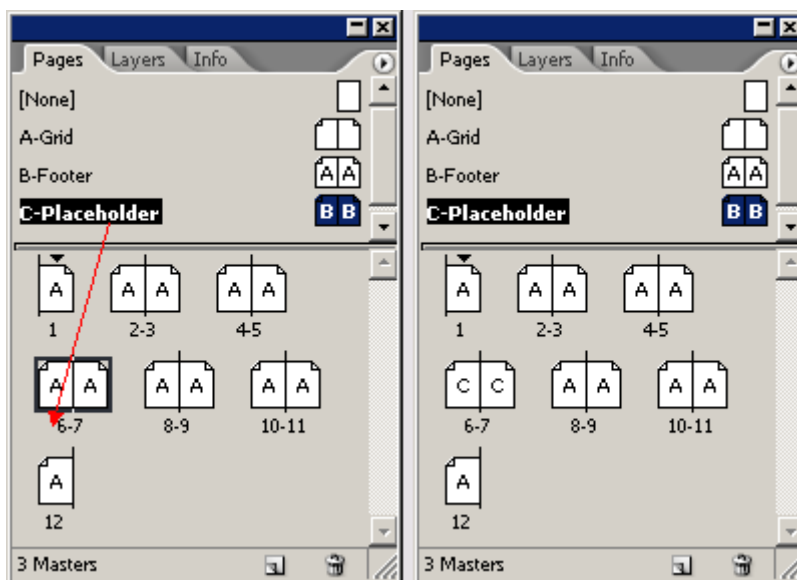 Pages Layers Info
[None]
A-Grid
B-Footer A A
C-Placeholder B B
A A A A A
1 2-3 4-5
A A A A A A
6-7 8-9 10-11
A
12
3 Masters
Pages Layers Info
[None]
A-Grid
B-Footer A A
C-Placeholder B B
A A A A A
1 2-3 4-5
C C A A A A
6-7 8-9 10-11
A
12
3 Masters